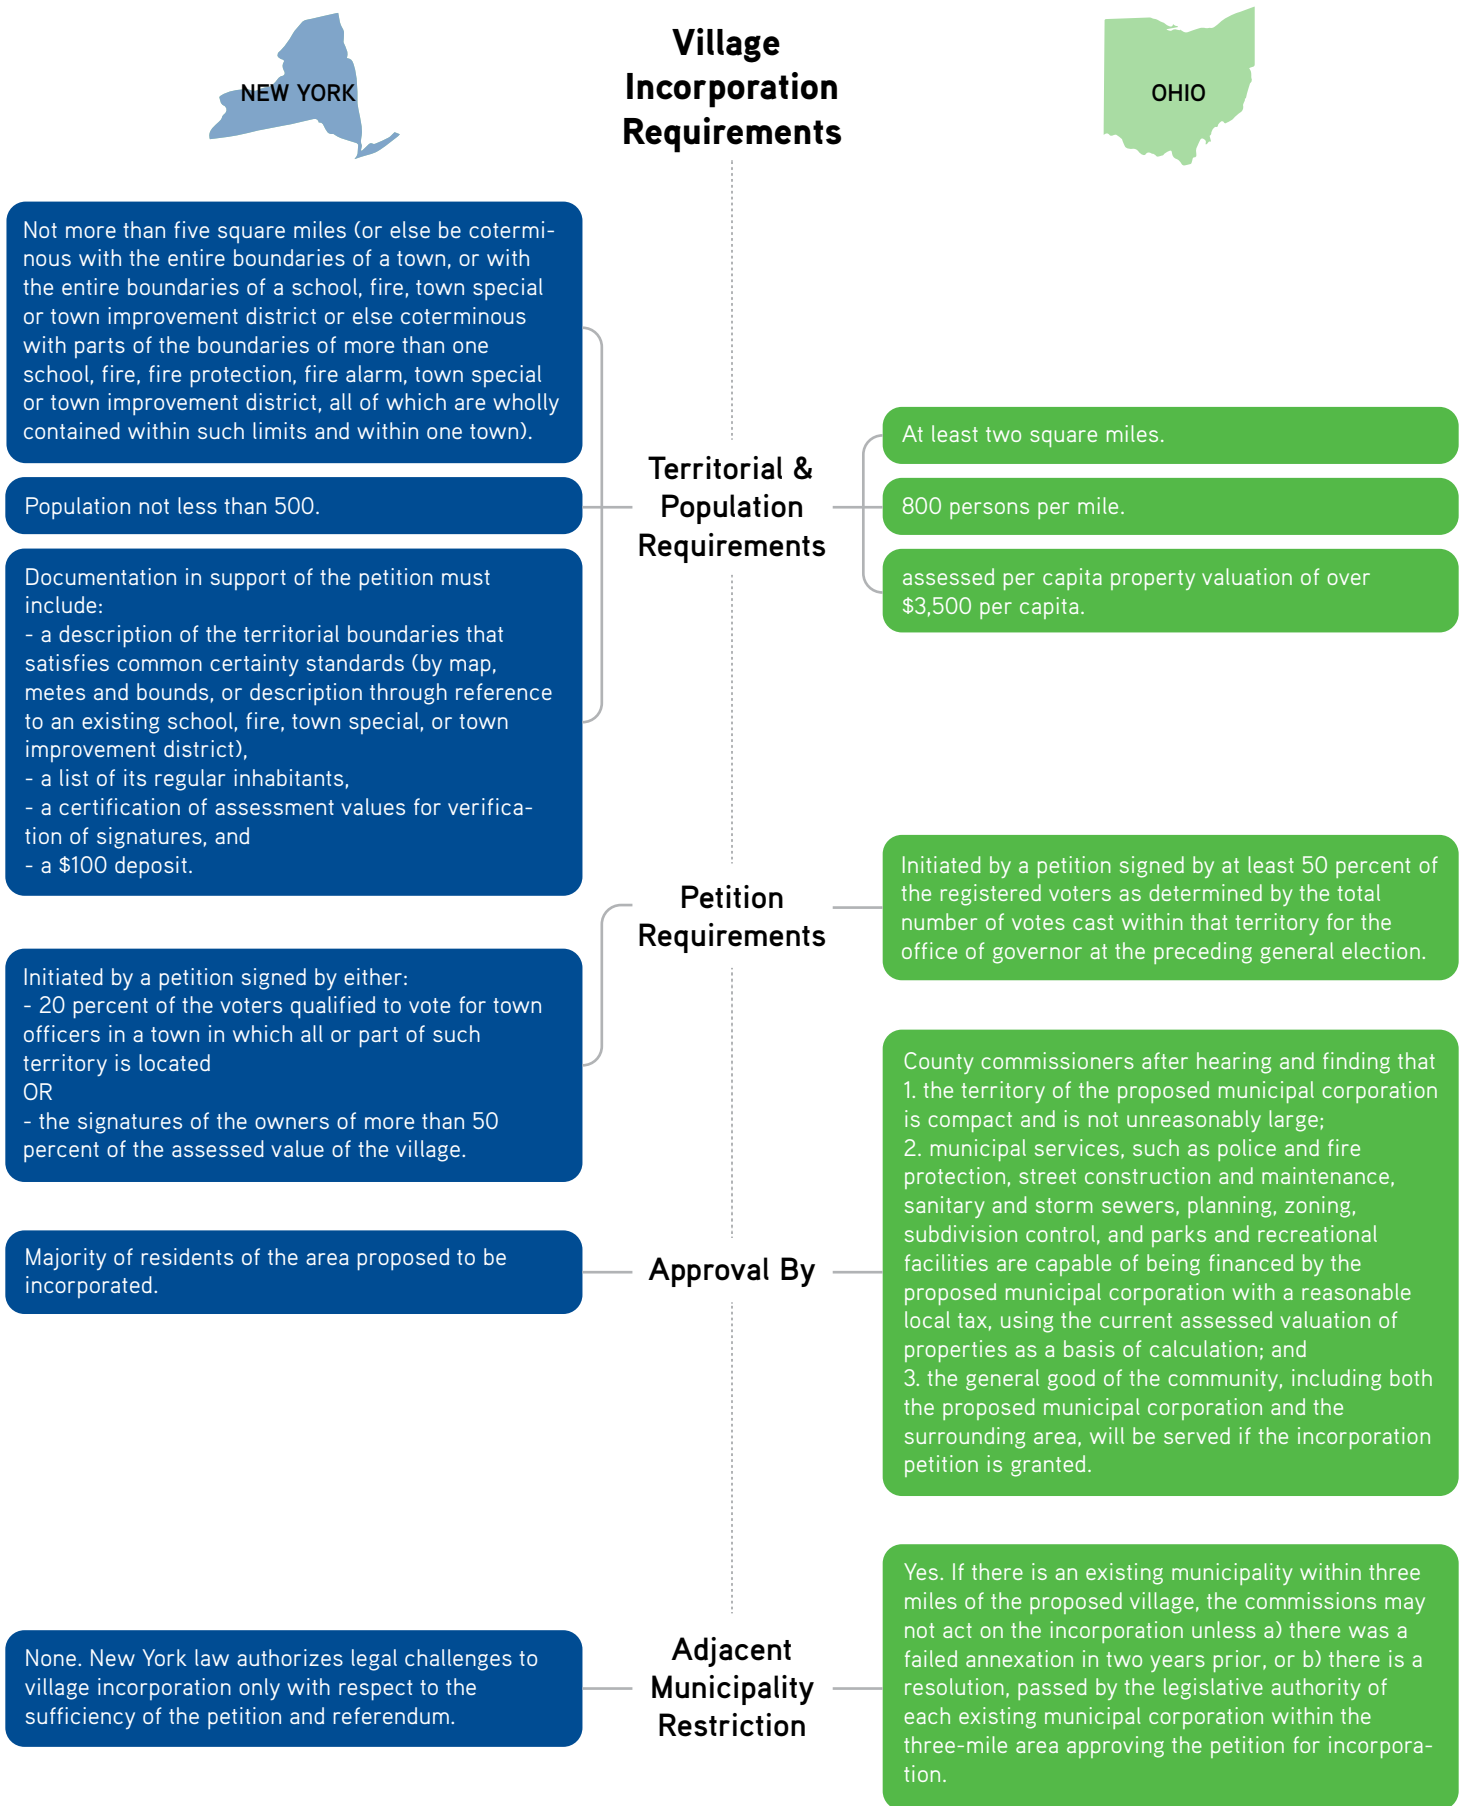 NEW YORK
Village
Incorporation
Requirements
OHIO
Not more than five square miles (or else be cotermi-
nous with the entire boundaries of a town, or with
the entire boundaries of a school, fire, town special
or town improvement district or else coterminous
with parts of the boundaries of more than one
school, fire, fire protection, fire alarm, town special
or town improvement district, all of which are wholly
contained within such limits and within one town).
Population not less than 500.
Documentation in support of the petition must
include:
- a description of the territorial boundaries that
satisfies common certainty standards (by map,
metes and bounds, or description through reference
to an existing school, fire, town special, or town
improvement district),
- a list of its regular inhabitants,
- a certification of assessment values for verifica-
tion of signatures, and
- a $100 deposit.
Territorial &
Population
Requirements
At least two square miles.
800 persons per mile.
assessed per capita property valuation of over
$3,500 per capita.
Initiated by a petition signed by either:
- 20 percent of the voters qualified to vote for town
officers in a town in which all or part of such
territory is located
OR
- the signatures of the owners of more than 50
percent of the assessed value of the village.
Petition
Requirements
Initiated by a petition signed by at least 50 percent of
the registered voters as determined by the total
number of votes cast within that territory for the
office of governor at the preceding general election.
Majority of residents of the area proposed to be
incorporated.
Approval By
County commissioners after hearing and finding that
1. the territory of the proposed municipal corporation
is compact and is not unreasonably large;
2. municipal services, such as police and fire
protection, street construction and maintenance,
sanitary and storm sewers, planning, zoning,
subdivision control, and parks and recreational
facilities are capable of being financed by the
proposed municipal corporation with a reasonable
local tax, using the current assessed valuation of
properties as a basis of calculation; and
3. the general good of the community, including both
the proposed municipal corporation and the
surrounding area, will be served if the incorporation
petition is granted.
None. New York law authorizes legal challenges to
village incorporation only with respect to the
sufficiency of the petition and referendum.
Adjacent
Municipality
Restriction
Yes. If there is an existing municipality within three
miles of the proposed village, the commissions may
not act on the incorporation unless a) there was a
failed annexation in two years prior, or b) there is a
resolution, passed by the legislative authority of
each existing municipal corporation within the
three-mile area approving the petition for incorpora-
tion.